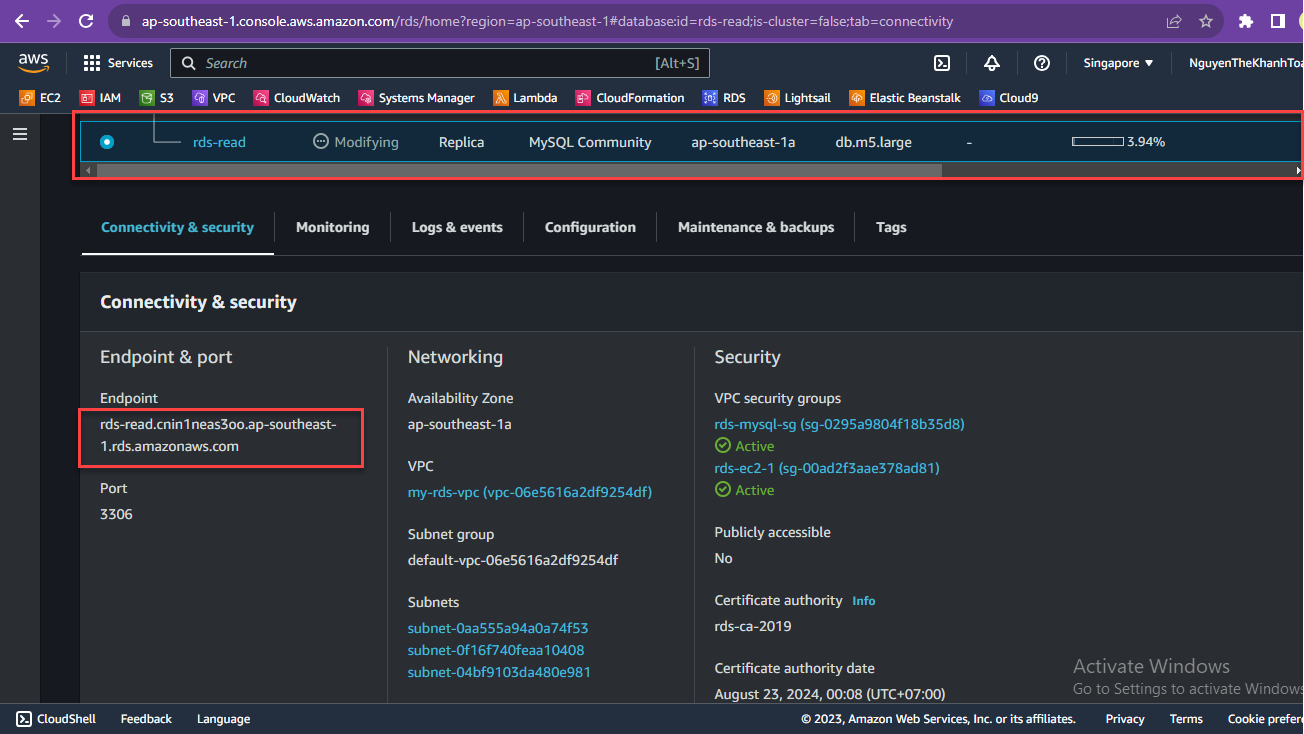 ap-southeast-1.console.aws.amazon.com/rds/home?region=ap-southeast-1#database:id=rds-read;is-cluster=false;tab=connectivity
aws Services Search [Alt+S] Singapore NguyenTheKhanhToa
EC2 IAM S3 VPC CloudWatch Systems Manager Lambda CloudFormation RDS Lightsail Elastic Beanstalk Cloud9
rds-read Modifying Replica MySQL Community ap-southeast-1a db.m5.large - 3.94%
Connectivity & security Monitoring Logs & events Configuration Maintenance & backups Tags
Connectivity & security
Endpoint & port
Endpoint
rds-read.cnin1neas3oo.ap-southeast-
1.rds.amazonaws.com
Port
3306
Networking
Availability Zone
ap-southeast-1a
VPC
my-rds-vpc (vpc-06e5616a2df9254df)
Subnet group
default-vpc-06e5616a2df9254df
Subnets
subnet-0aa555a94a0a74f53
subnet-0f16f740feaa10408
subnet-04bf9103da480e981
Security
VPC security groups
rds-mysql-sg (sg-0295a9804f18b35d8)
Active
rds-ec2-1 (sg-00ad2f3aae378ad81)
Active
Publicly accessible
No
Certificate authority Info
rds-ca-2019
Certificate authority date
August 23, 2024, 00:08 (UTC+07:00)
Activate Windows
Go to Settings to activate Windows
CloudShell Feedback Language © 2023, Amazon Web Services, Inc. or its affiliates. Privacy Terms Cookie prefere